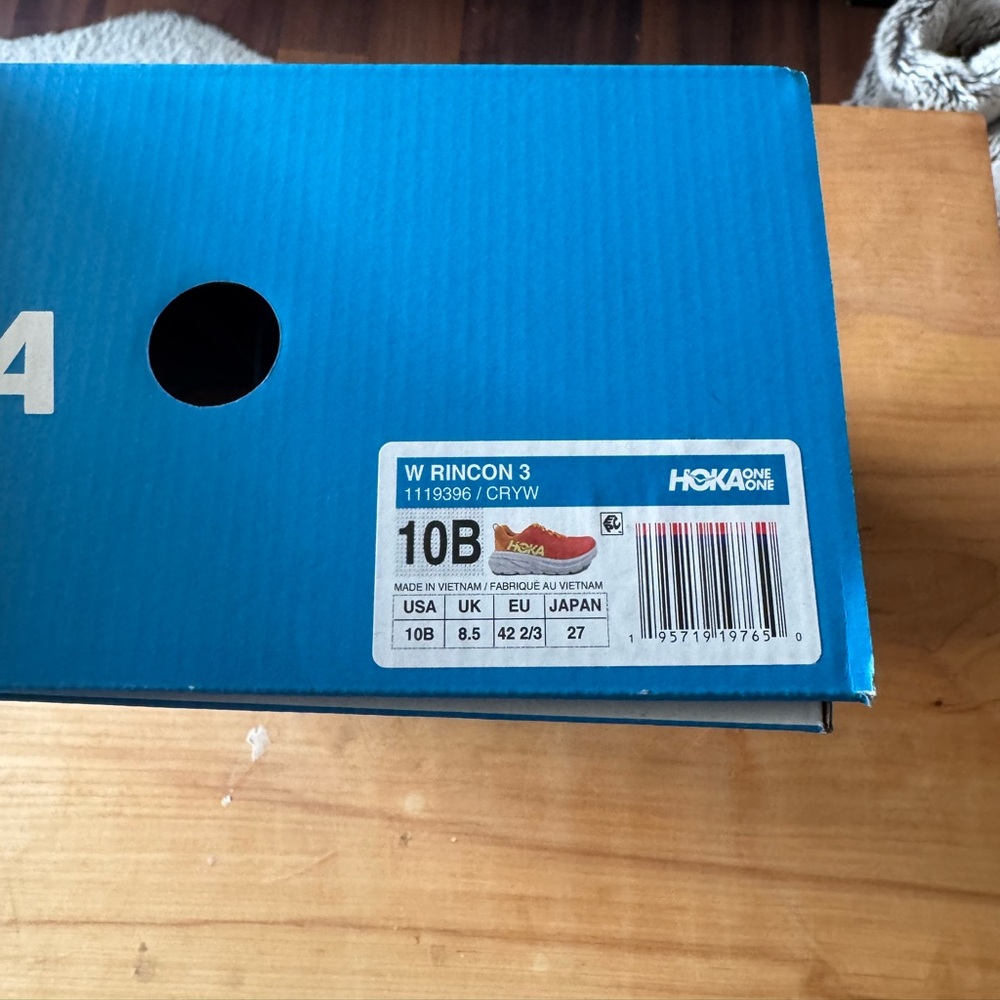 A
W RINCON 3
1119396 / CRYW
HOKA ONE ONE
10B
HOKA
MADE IN VIETNAM / FABRIQUÉ AU VIETNAM
USA UK EU JAPAN
10B 8.5 42 2/3 27
1 95719 19765 0